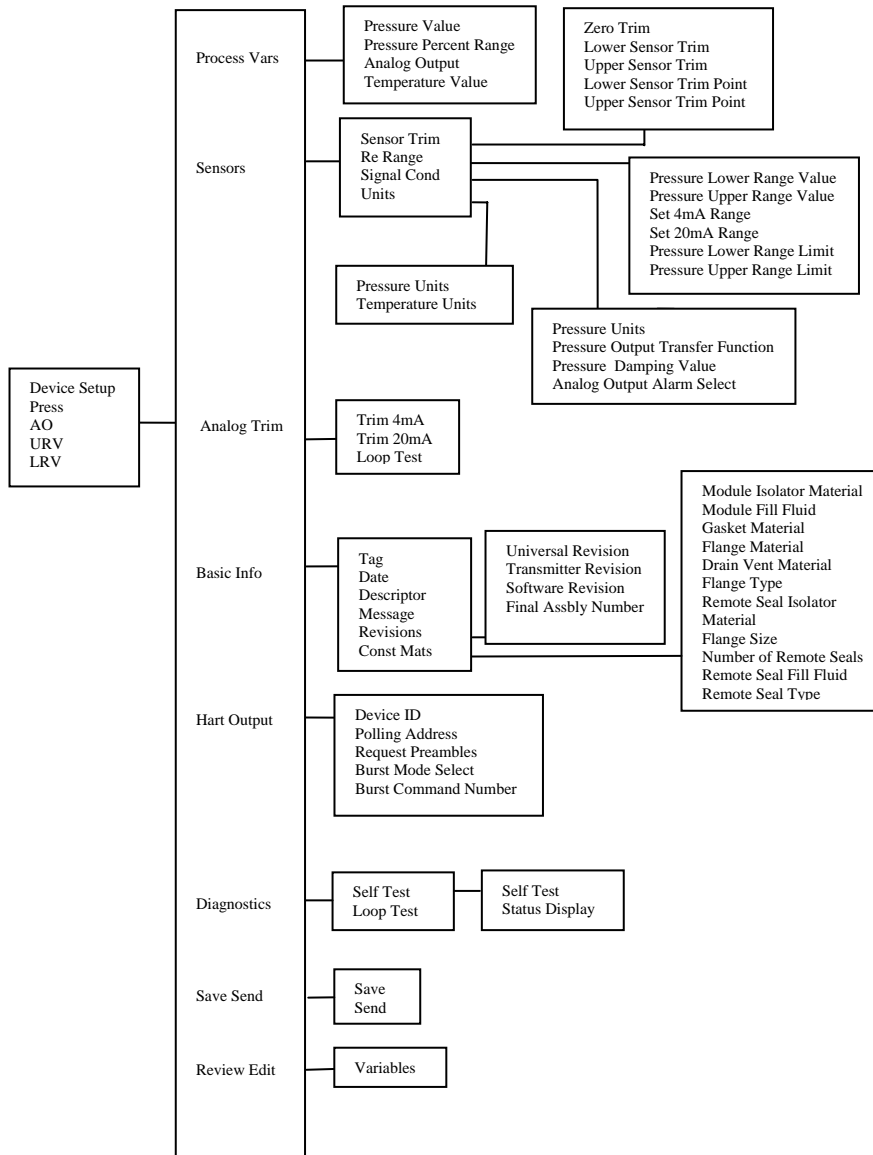 Device Setup
Press
AO
URV
LRV
Process Vars
Pressure Value
Pressure Percent Range
Analog Output
Temperature Value
Sensors
Sensor Trim
Re Range
Signal Cond
Units
Zero Trim
Lower Sensor Trim
Upper Sensor Trim
Lower Sensor Trim Point
Upper Sensor Trim Point
Pressure Lower Range Value
Pressure Upper Range Value
Set 4mA Range
Set 20mA Range
Pressure Lower Range Limit
Pressure Upper Range Limit
Pressure Units
Pressure Output Transfer Function
Pressure Damping Value
Analog Output Alarm Select
Pressure Units
Temperature Units
Analog Trim
Trim 4mA
Trim 20mA
Loop Test
Basic Info
Tag
Date
Descriptor
Message
Revisions
Const Mats
Universal Revision
Transmitter Revision
Software Revision
Final Assbly Number
Module Isolator Material
Module Fill Fluid
Gasket Material
Flange Material
Drain Vent Material
Flange Type
Remote Seal Isolator
Material
Flange Size
Number of Remote Seals
Remote Seal Fill Fluid
Remote Seal Type
Hart Output
Device ID
Polling Address
Request Preambles
Burst Mode Select
Burst Command Number
Diagnostics
Self Test
Loop Test
Self Test
Status Display
Save Send
Save
Send
Review Edit
Variables